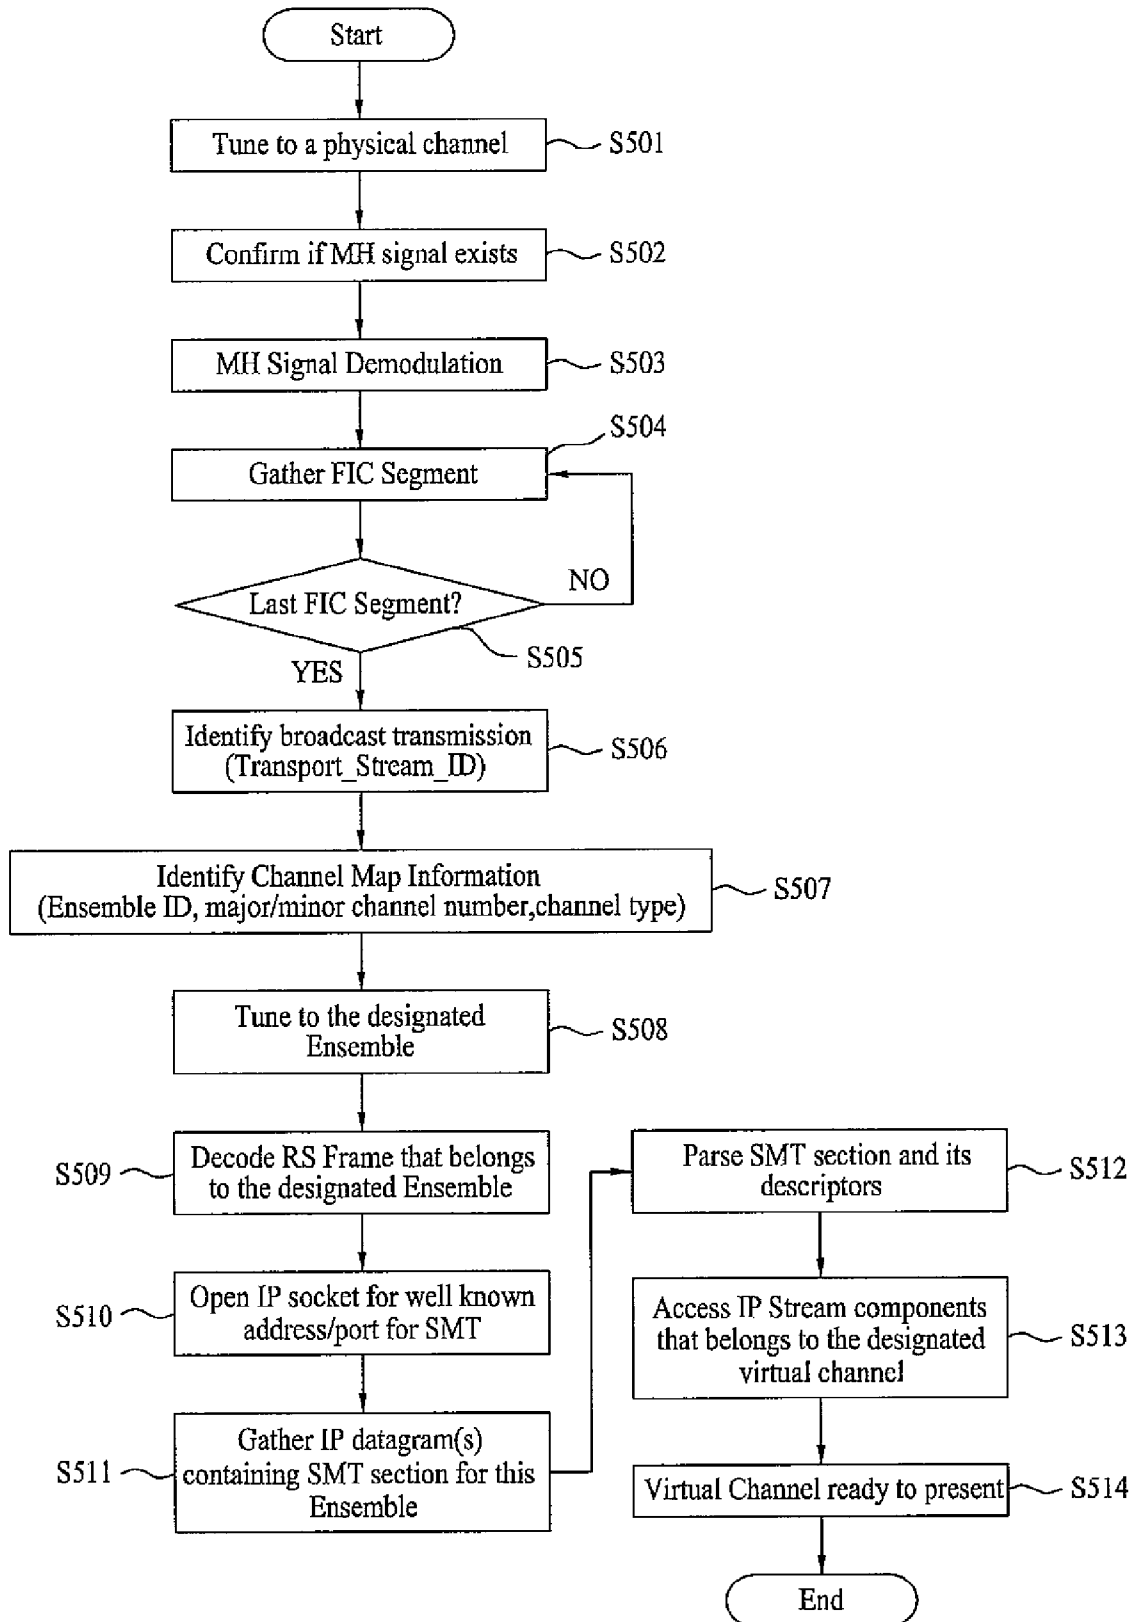 Start
Tune to a physical channel
S501
Confirm if MH signal exists
S502
MH Signal Demodulation
S503
S504
Gather FIC Segment
NO
Last FIC Segment?
S505
YES
Identify broadcast transmission
(Transport_Stream_ID)
S506
Identify Channel Map Information
(Ensemble ID, major/minor channel number,channel type)
S507
Tune to the designated
Ensemble
S508
S509
Decode RS Frame that belongs
to the designated Ensemble
S510
Open IP socket for well known
address/port for SMT
S511
Gather IP datagram(s)
containing SMT section for this
Ensemble
Parse SMT section and its
descriptors
S512
Access IP Stream components
that belongs to the designated
virtual channel
S513
Virtual Channel ready to present
S514
End